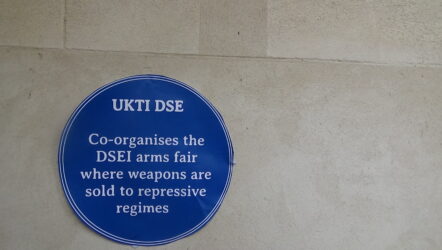 UKTI DSE
Co-organises the
DSEI arms fair
where weapons are
sold to repressive
regimes